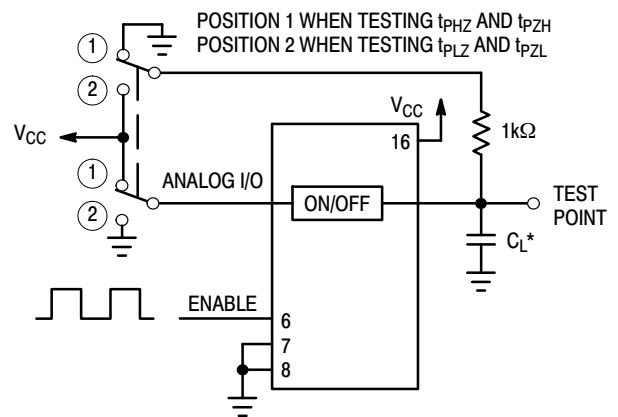 POSITION 1 WHEN TESTING tPHZ AND tPZH
POSITION 2 WHEN TESTING tPLZ AND tPZL
1
2
VCC
VCC
16
1kΩ
1
ANALOG I/O
ON/OFF
TEST
POINT
2
CL*
ENABLE
6
7
8